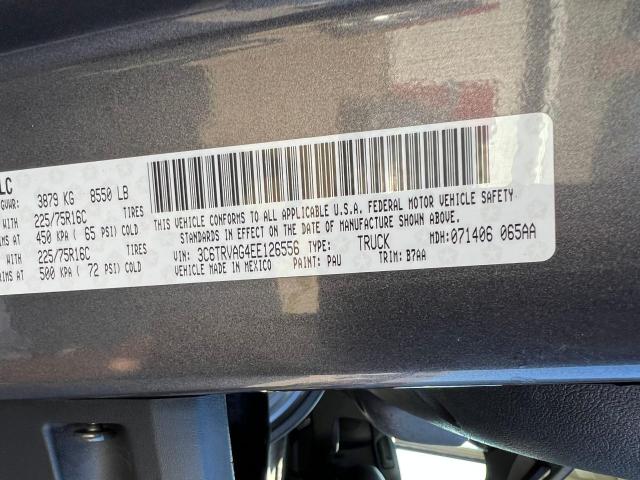 LC
GVWR: 3879 KG 8550 LB
WITH 225/75R16C TIRES
RIMS AT 450 KPA ( 65 PSI) COLD
WITH 225/75R16C TIRES
RIMS AT 500 KPA ( 72 PSI) COLD
THIS VEHICLE CONFORMS TO ALL APPLICABLE U.S.A. FEDERAL MOTOR VEHICLE SAFETY
STANDARDS IN EFFECT ON THE DATE OF MANUFACTURE SHOWN ABOVE.
VIN: 3C6TRVAG4EE126556 TYPE: TRUCK MDH: 071406 065AA
VEHICLE MADE IN MEXICO PAINT: PAU TRIM: B7AA